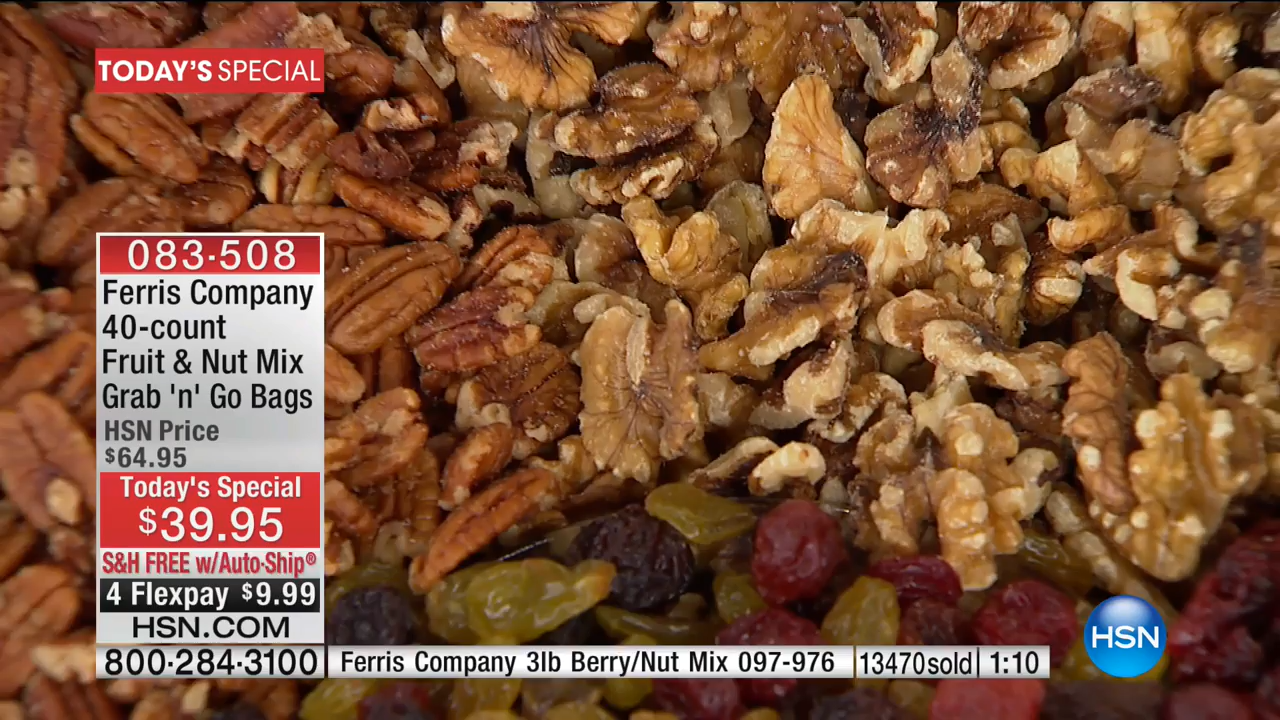 TODAY'S SPECIAL
083·508
Ferris Company
40-count
Fruit & Nut Mix
Grab 'n' Go Bags
HSN Price
$64.95
Today's Special
$39.95
S&H FREE w/Auto-Ship®
4 Flexpay $9.99
HSN.COM
800·284·3100 Ferris Company 3lb Berry/Nut Mix 097-976 13470sold 1:10
HSN